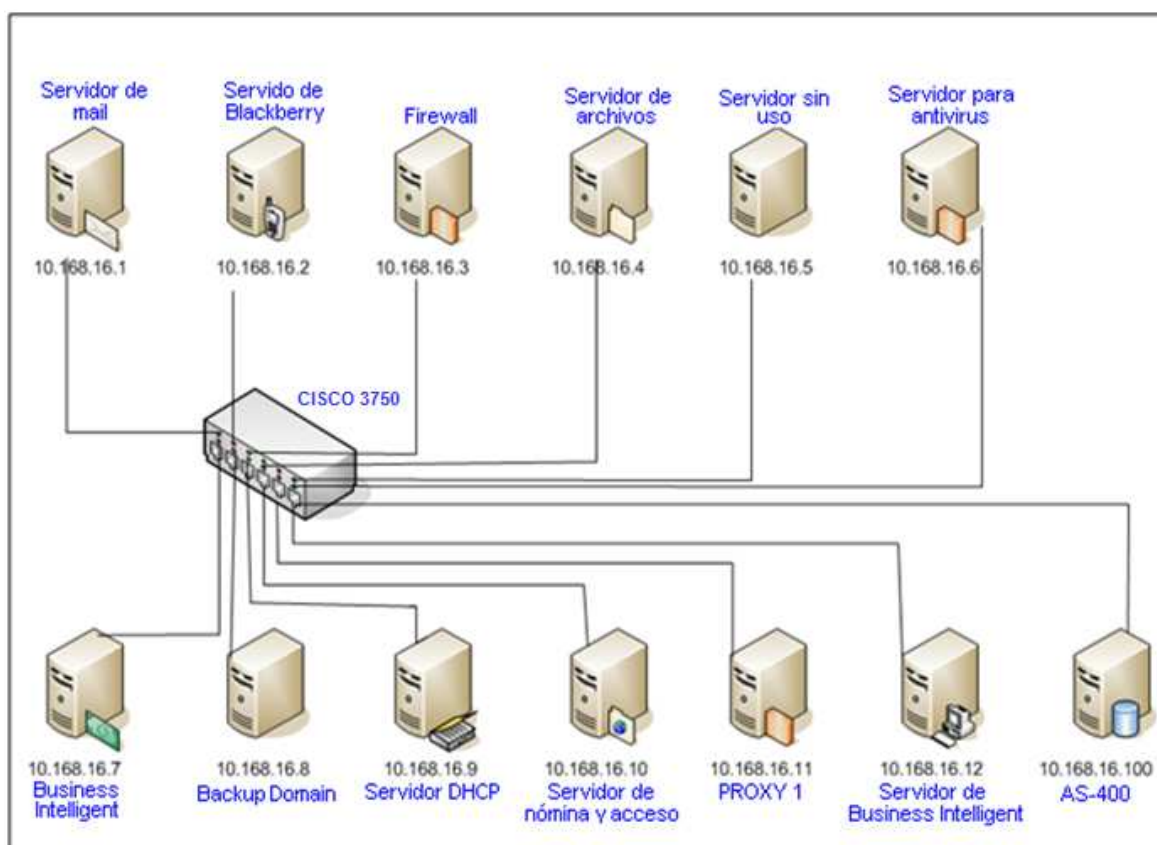 Servidor de
mail
Servido de
Blackberry
Firewall
Servidor de
archivos
Servidor sin
uso
Servidor para
antivirus
10.168.16.1
10.168.16.2
10.168.16.3
10.168.16.4
10.168.16.5
10.168.16.6
CISCO 3750
10.168.16.7
Business
Intelligent
10.168.16.8
Backup Domain
10.168.16.9
Servidor DHCP
10.168.16.10
Servidor de
nómina y acceso
10.168.16.11
PROXY 1
10.168.16.12
Servidor de
Business Intelligent
10.168.16.100
AS-400